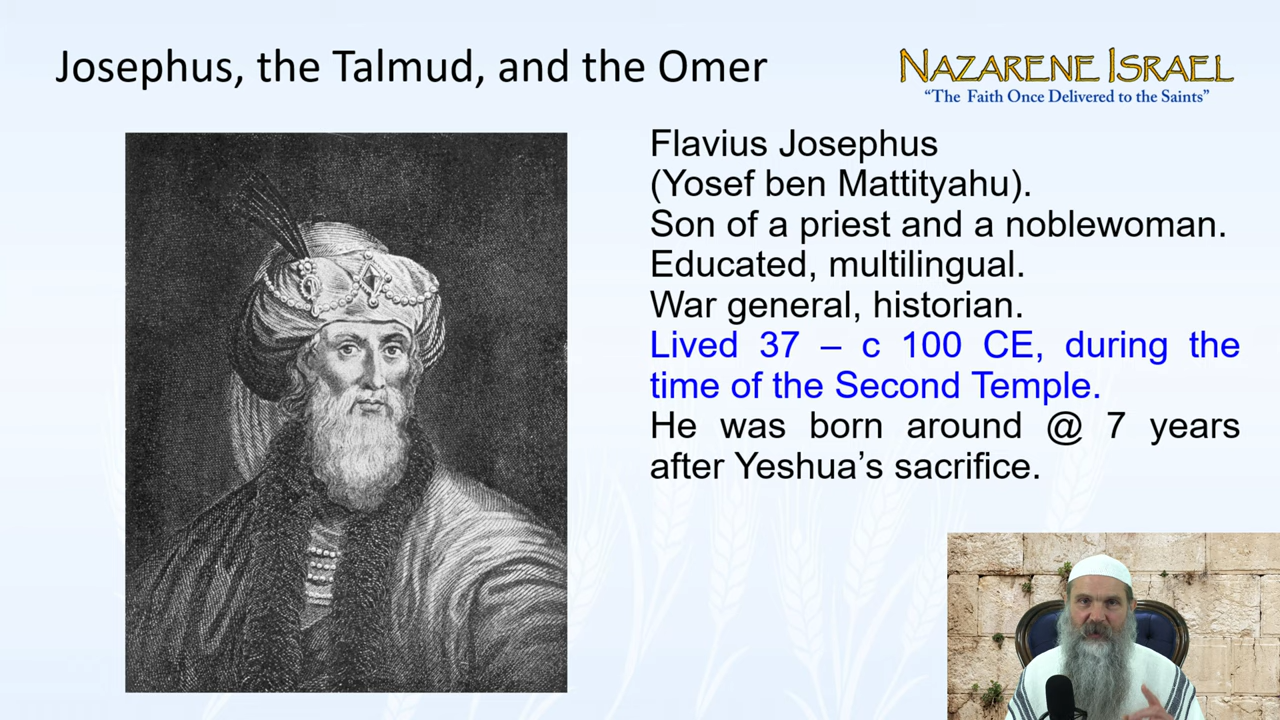 Josephus, the Talmud, and the Omer
NAZARENE ISRAEL
“The Faith Once Delivered to the Saints”
Flavius Josephus
(Yosef ben Mattityahu).
Son of a priest and a noblewoman.
Educated, multilingual.
War general, historian.
Lived 37 – c 100 CE, during the
time of the Second Temple.
He was born around @ 7 years
after Yeshua’s sacrifice.